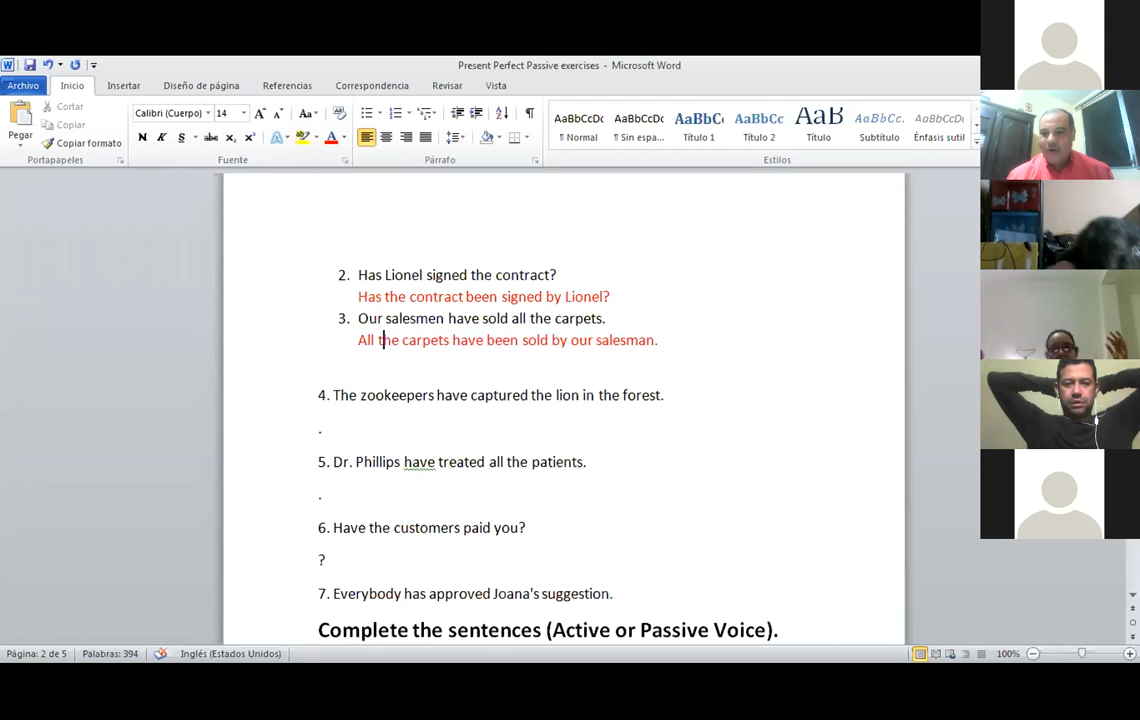 Present Perfect Passive exercises - Microsoft Word
Archivo Inicio Insertar Diseño de página Referencias Correspondencia Revisar Vista
Cortar
Copiar
Copiar formato
Pegar
Calibri (Cuerpo) 14
N K S abc
AaBbCcDc AaBbCcDc AaBbCc AaBbCc AaB AaBbCc. AaBbCcDc
¶ Normal ¶ Sin espa... Título 1 Título 2 Título Subtítulo Énfasis sutil
Portapapeles Fuente Párrafo Estilos
2. Has Lionel signed the contract?
Has the contract been signed by Lionel?
3. Our salesmen have sold all the carpets.
All the carpets have been sold by our salesman.
4. The zookeepers have captured the lion in the forest.
.
5. Dr. Phillips have treated all the patients.
.
6. Have the customers paid you?
?
7. Everybody has approved Joana's suggestion.
Complete the sentences (Active or Passive Voice).
Página: 2 de 5 Palabras: 394 Inglés (Estados Unidos) 100%